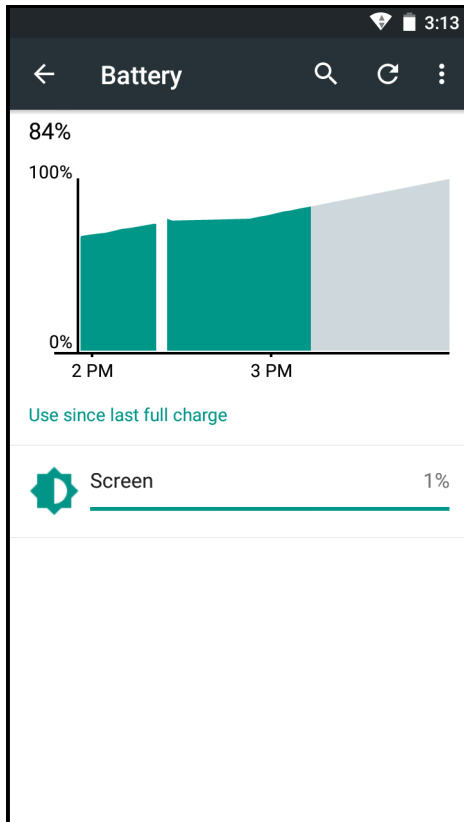 3:13
Battery
84%
100%
0%
2 PM 3 PM
Use since last full charge
Screen 1%